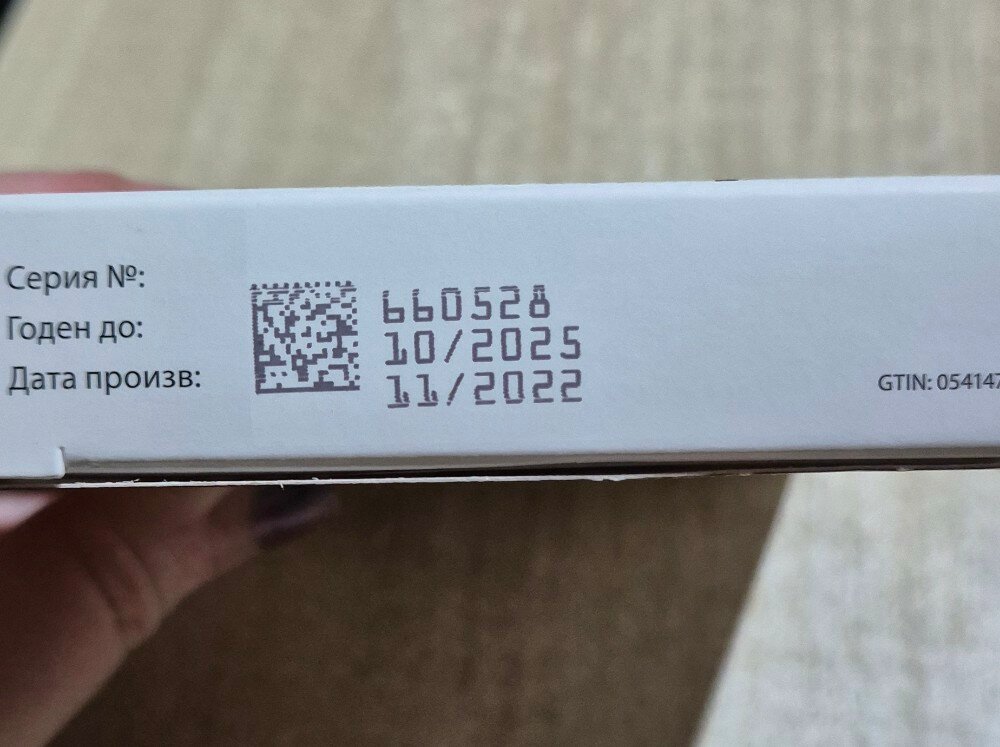 Серия №:
Годен до:
Дата произв:
660528
10/2025
11/2022
GTIN: 054147